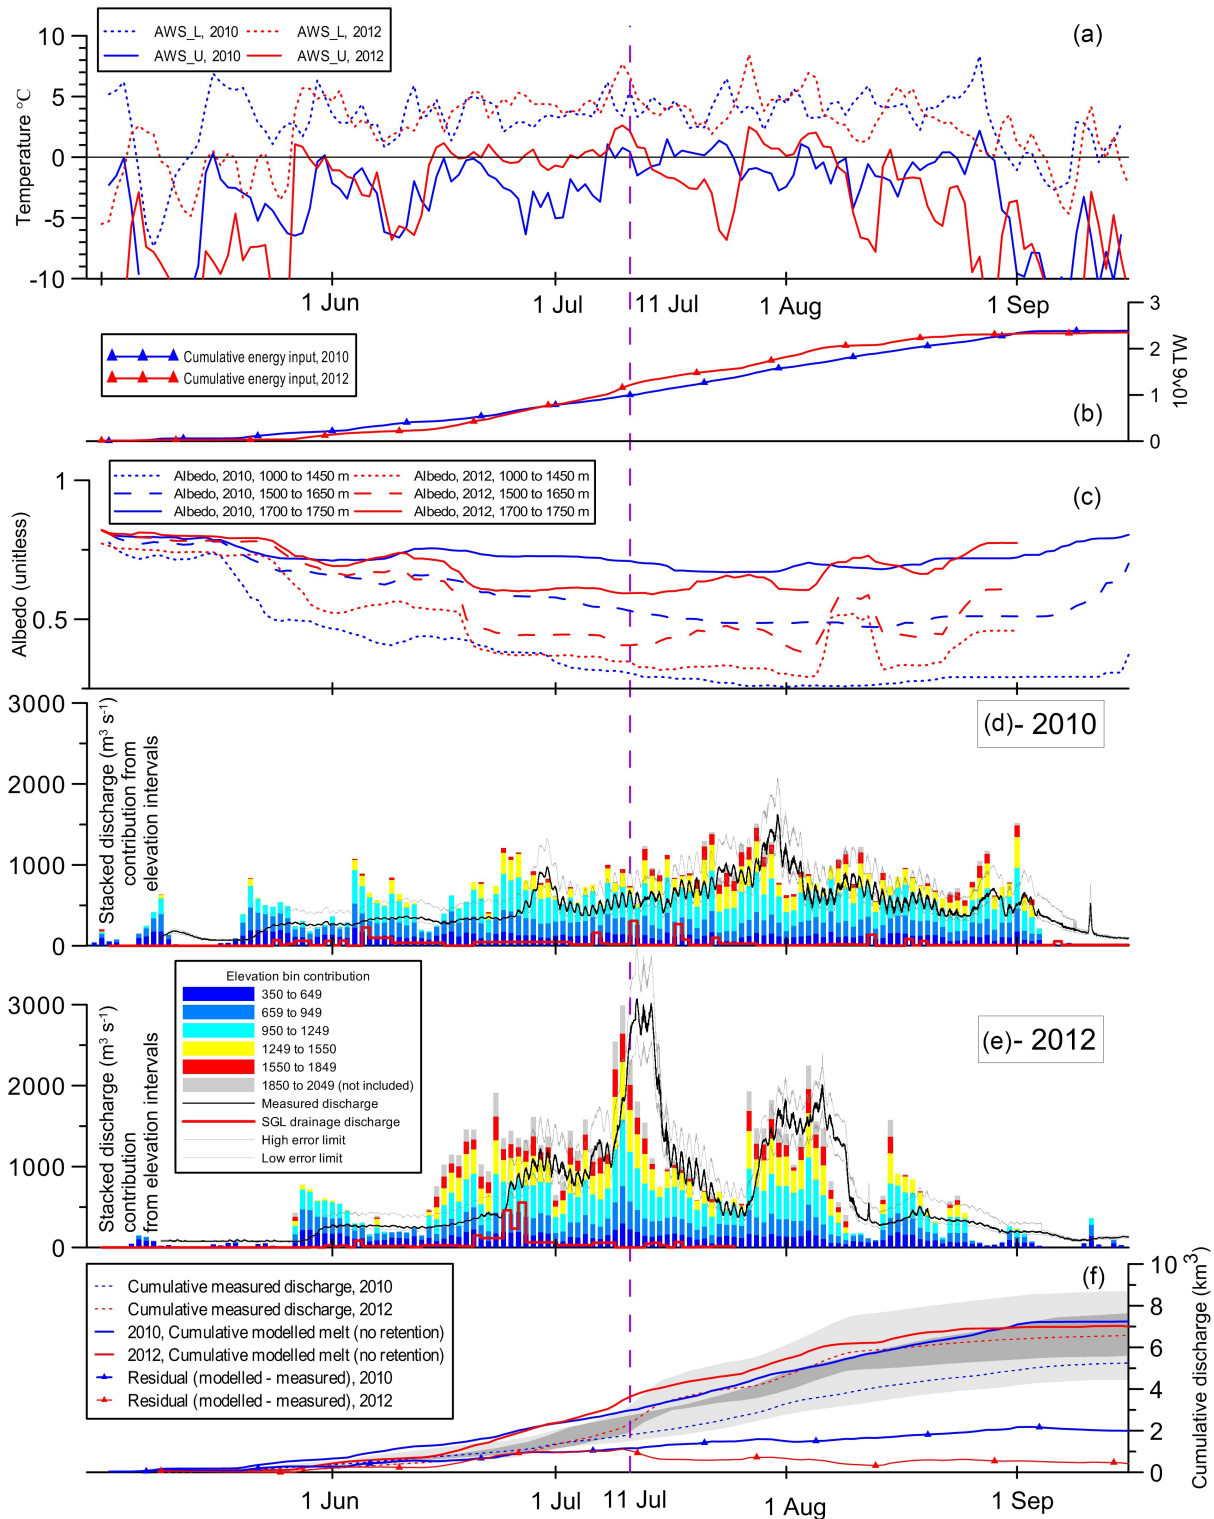 AWS_L, 2010
AWS_L, 2012
AWS_U, 2010
AWS_U, 2012
(a)
10
5
0
-5
-10
Temperature °C
1 Jun
1 Jul
11 Jul
1 Aug
1 Sep
Cumulative energy input, 2010
Cumulative energy input, 2012
3
2
1
0
10^6 TW
(b)
Albedo, 2010, 1000 to 1450 m
Albedo, 2012, 1000 to 1450 m
Albedo, 2010, 1500 to 1650 m
Albedo, 2012, 1500 to 1650 m
Albedo, 2010, 1700 to 1750 m
Albedo, 2012, 1700 to 1750 m
(c)
1
0.5
Albedo (unitless)
3000
2000
1000
0
Stacked discharge (m³ s⁻¹)
contribution from
elevation intervals
(d)- 2010
Elevation bin contribution
350 to 649
659 to 949
950 to 1249
1249 to 1550
1550 to 1849
1850 to 2049 (not included)
Measured discharge
SGL drainage discharge
High error limit
Low error limit
3000
2000
1000
0
Stacked discharge (m³ s⁻¹)
contribution
from elevation intervals
(e)- 2012
Cumulative measured discharge, 2010
Cumulative measured discharge, 2012
2010, Cumulative modelled melt (no retention)
2012, Cumulative modelled melt (no retention)
Residual (modelled - measured), 2010
Residual (modelled - measured), 2012
(f)
10
8
6
4
2
0
Cumulative discharge (km³)
1 Jun
1 Jul
11 Jul
1 Aug
1 Sep